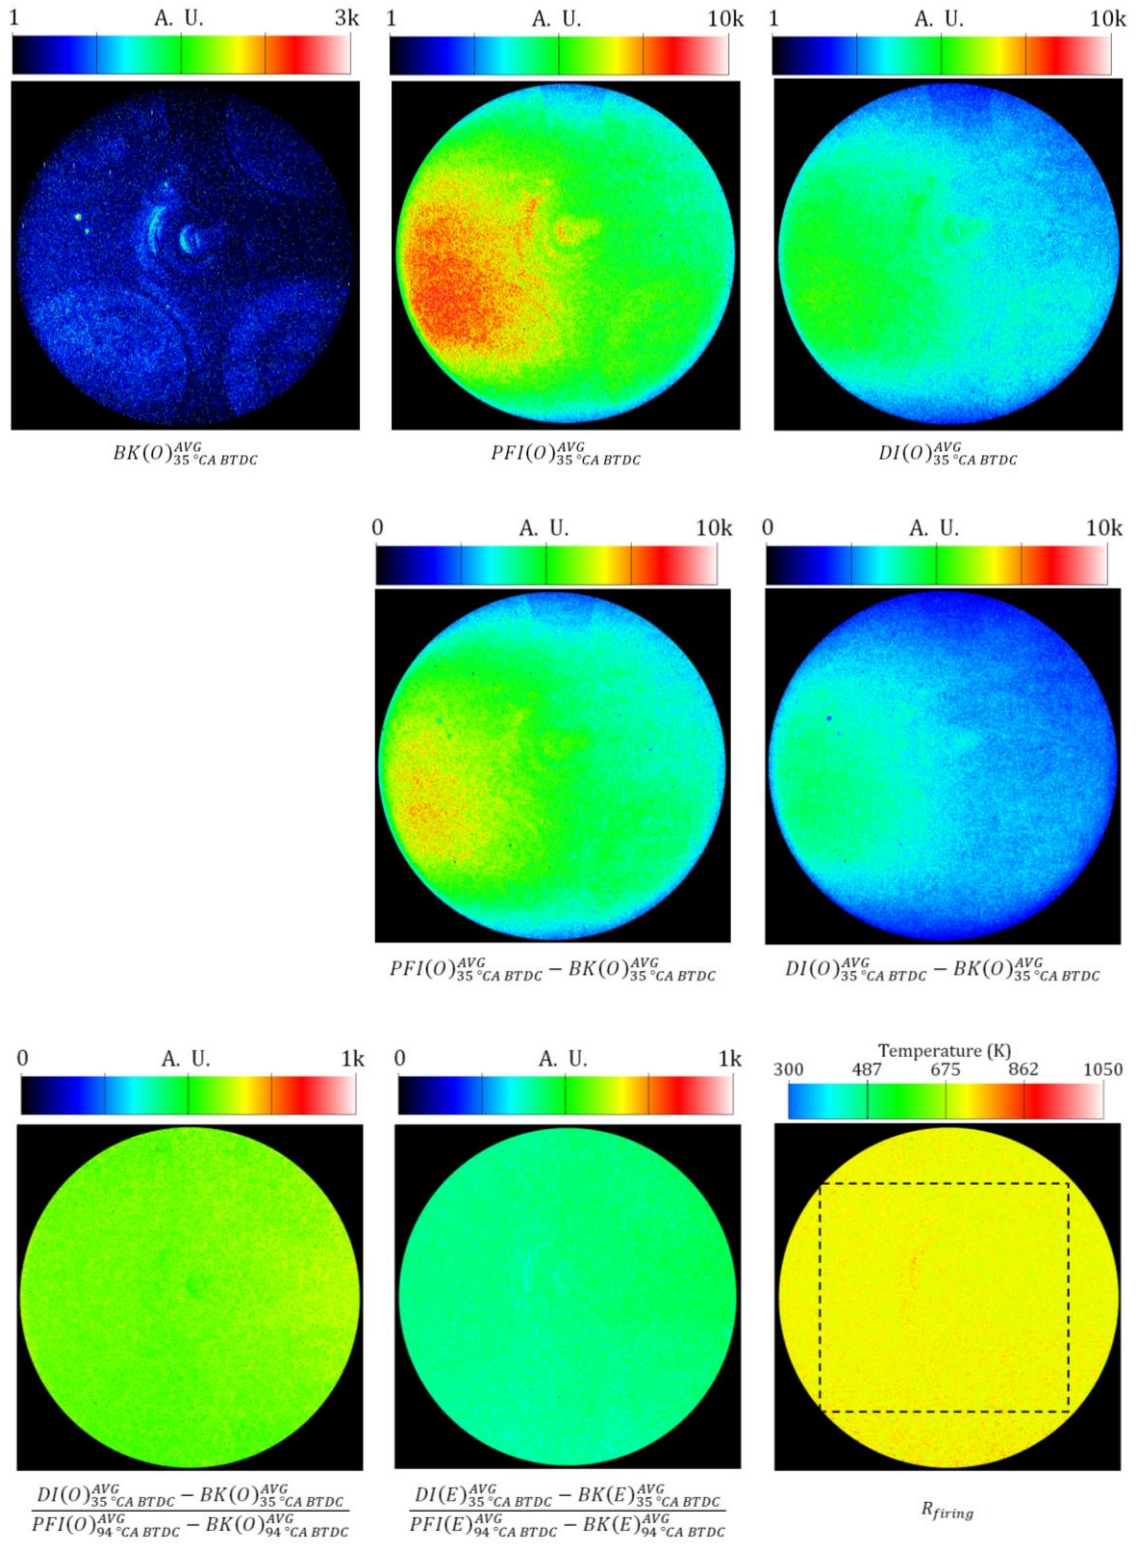 1 A. U. 3k
1 A. U. 10k
1 A. U. 10k
BK(O)^{AVG}_{35 °CA BTDC}
PFI(O)^{AVG}_{35 °CA BTDC}
DI(O)^{AVG}_{35 °CA BTDC}
0 A. U. 10k
0 A. U. 10k
PFI(O)^{AVG}_{35 °CA BTDC} − BK(O)^{AVG}_{35 °CA BTDC}
DI(O)^{AVG}_{35 °CA BTDC} − BK(O)^{AVG}_{35 °CA BTDC}
0 A. U. 1k
0 A. U. 1k
Temperature (K)
300 487 675 862 1050
DI(O)^{AVG}_{35 °CA BTDC} − BK(O)^{AVG}_{35 °CA BTDC}
PFI(O)^{AVG}_{94 °CA BTDC} − BK(O)^{AVG}_{94 °CA BTDC}
DI(E)^{AVG}_{35 °CA BTDC} − BK(E)^{AVG}_{35 °CA BTDC}
PFI(E)^{AVG}_{94 °CA BTDC} − BK(E)^{AVG}_{94 °CA BTDC}
R_{firing}